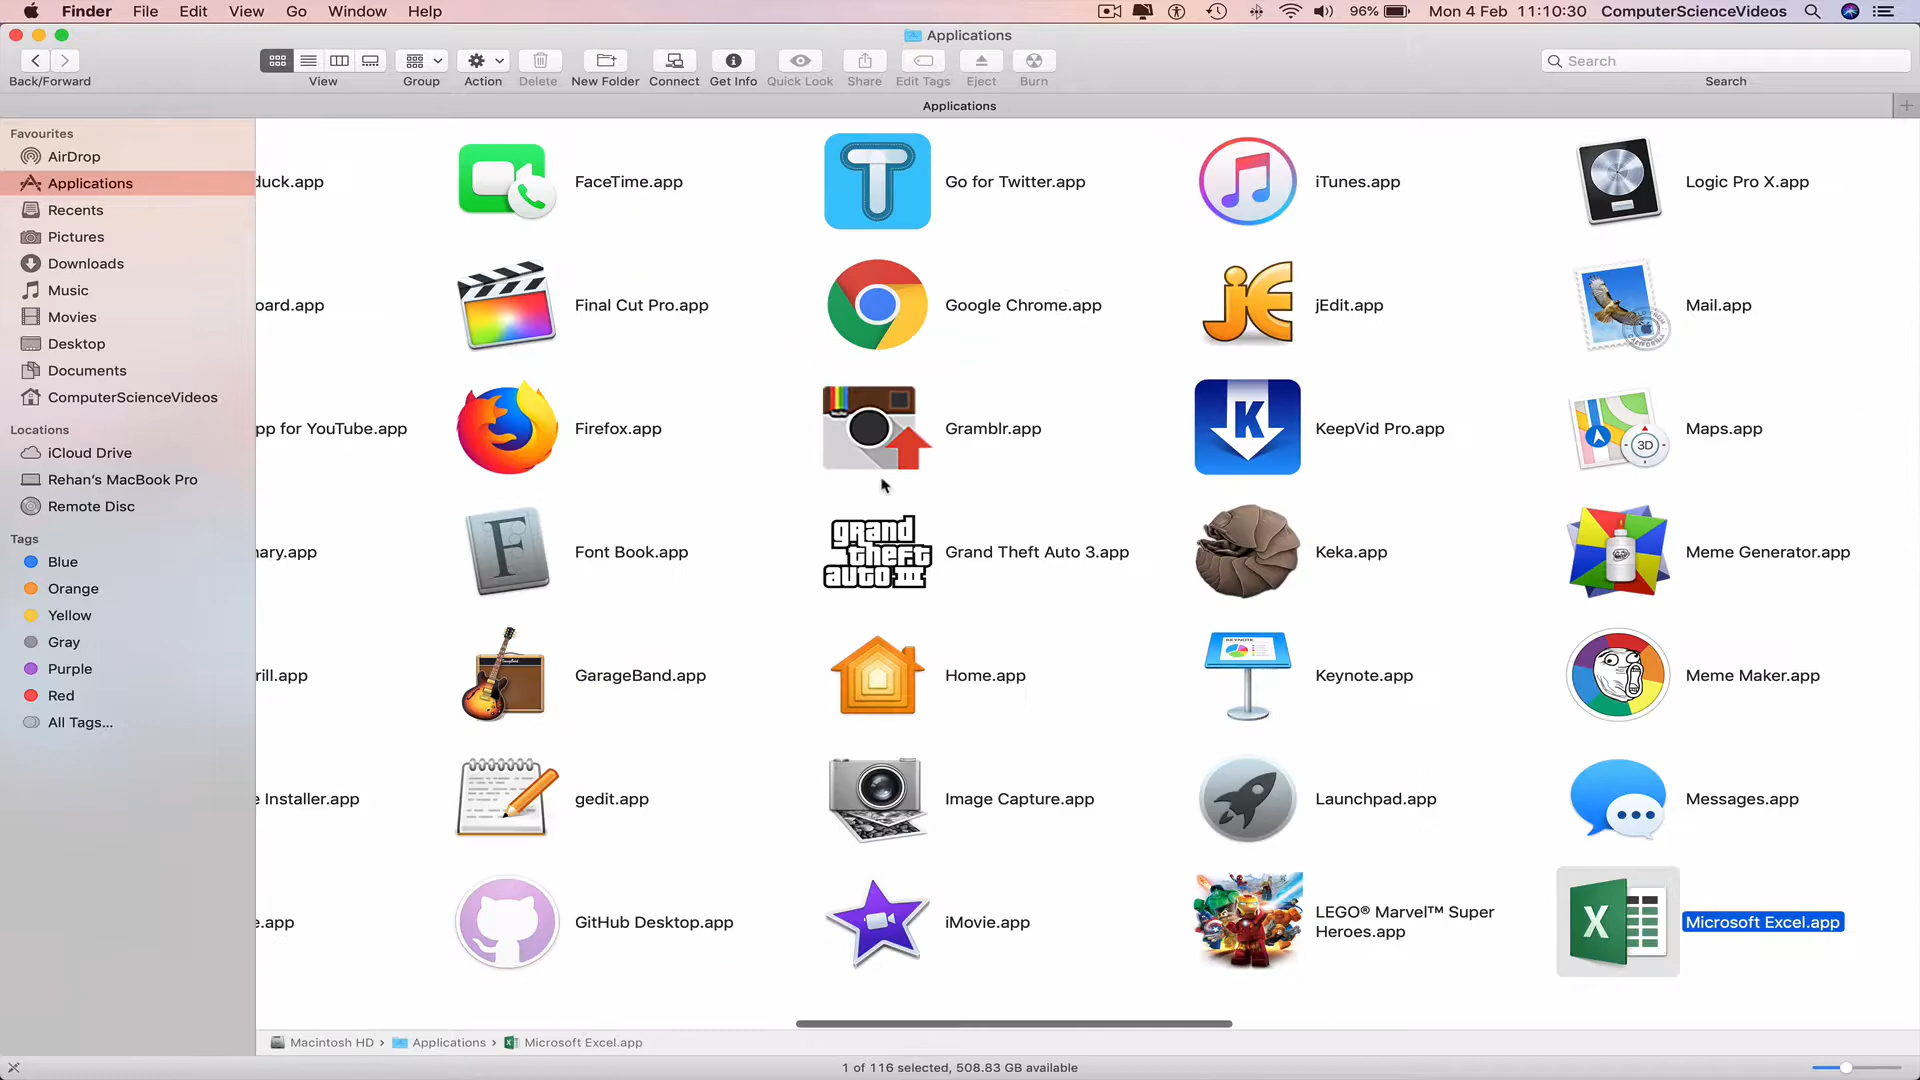 Finder File Edit View Go Window Help
96% Mon 4 Feb 11:10:30 ComputerScienceVideos
Applications
Back/Forward View Group Action Delete New Folder Connect Get Info Quick Look Share Edit Tags Eject Burn Search
Search
Applications
Favourites
AirDrop
Applications
Recents
Pictures
Downloads
Music
Movies
Desktop
Documents
ComputerScienceVideos
Locations
iCloud Drive
Rehan's MacBook Pro
Remote Disc
Tags
Blue
Orange
Yellow
Gray
Purple
Red
All Tags...
duck.app
FaceTime.app
Go for Twitter.app
iTunes.app
Logic Pro X.app
oard.app
Final Cut Pro.app
Google Chrome.app
jEdit.app
Mail.app
pp for YouTube.app
Firefox.app
Gramblr.app
KeepVid Pro.app
Maps.app
nary.app
Font Book.app
Grand Theft Auto 3.app
Keka.app
Meme Generator.app
rill.app
GarageBand.app
Home.app
Keynote.app
Meme Maker.app
e Installer.app
gedit.app
Image Capture.app
Launchpad.app
Messages.app
e.app
GitHub Desktop.app
iMovie.app
LEGO® Marvel™ Super
Heroes.app
Microsoft Excel.app
T
jE
K
3D
F
grand
theft
auto III
KEYNOTE
X
Macintosh HD › Applications › Microsoft Excel.app
1 of 116 selected, 508.83 GB available